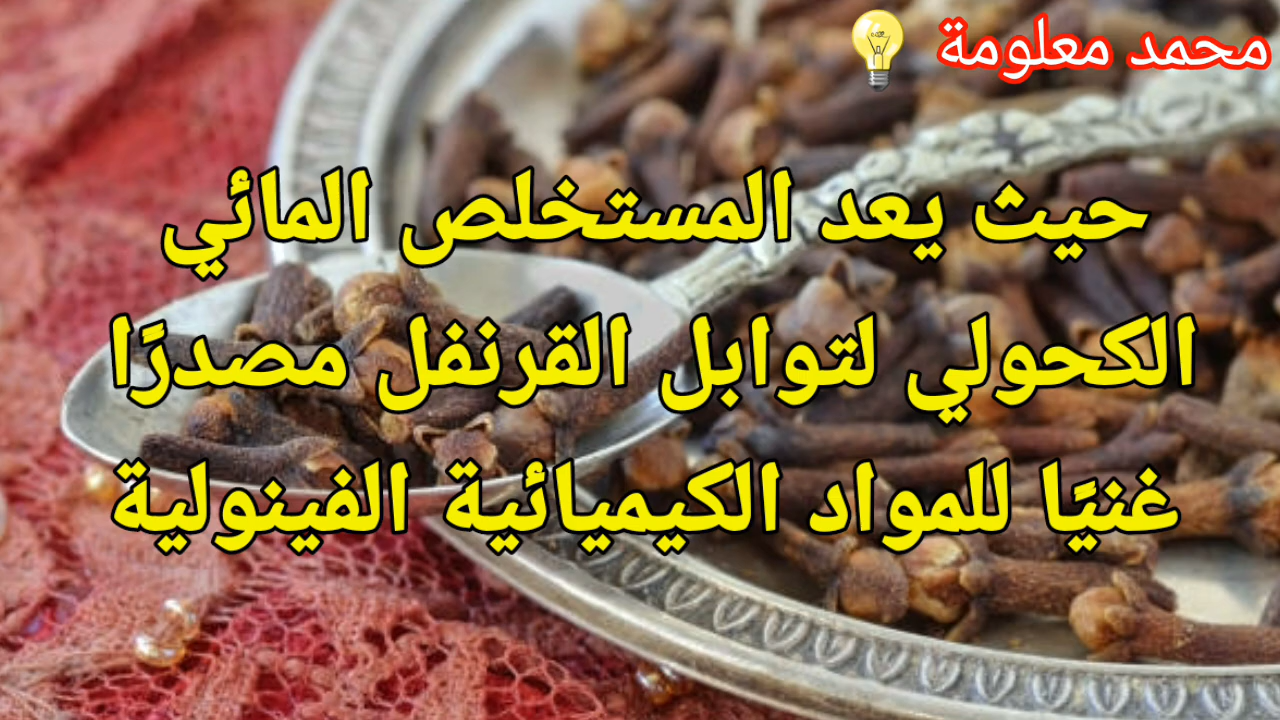 محمد معلومة
حيث يعد المستخلص المائي
الكحولي لتوابل القرنفل مصدرًا
غنيًا للمواد الكيميائية الفينولية